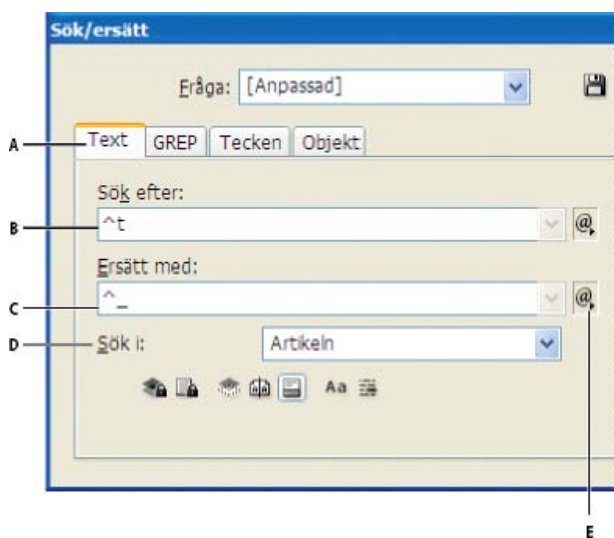 Sök/ersätt
Fråga: [Anpassad]
A Text GREP Tecken Objekt
Sök efter:
B ^t @
Ersätt med:
C ^_ @
D Sök i: Artikeln
Aa
E